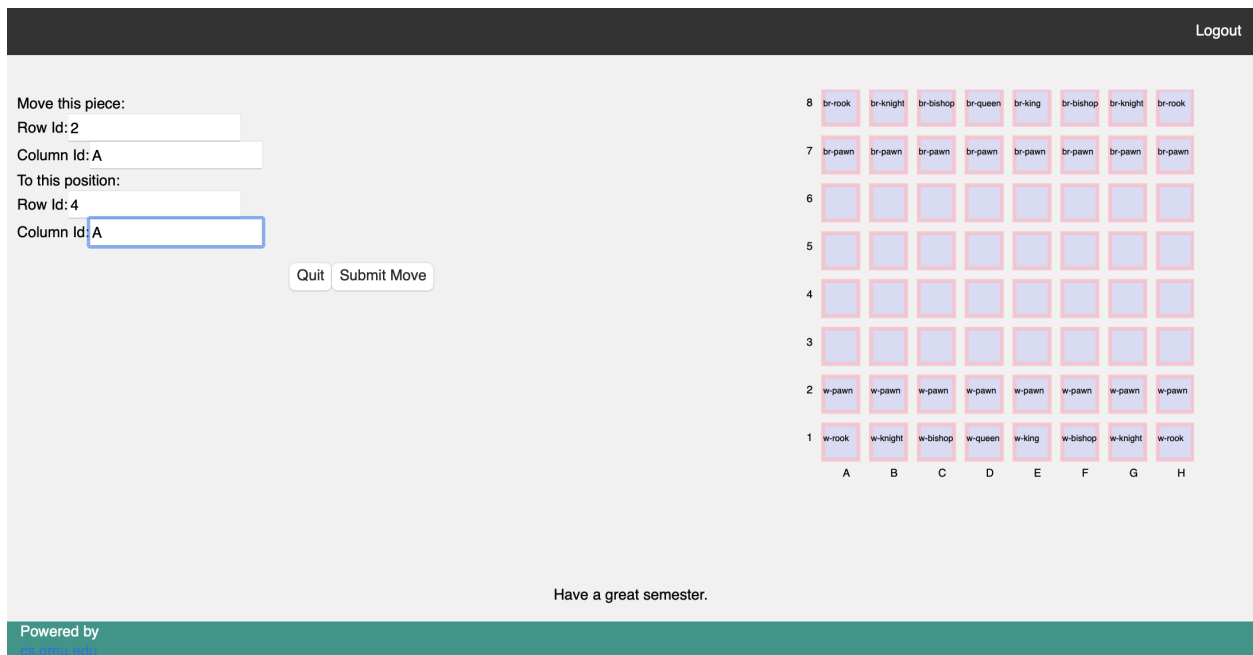 Logout
Move this piece:
Row Id: 2
Column Id: A
To this position:
Row Id: 4
Column Id: A
Quit Submit Move
8 br-rook br-knight br-bishop br-queen br-king br-bishop br-knight br-rook
7 br-pawn br-pawn br-pawn br-pawn br-pawn br-pawn br-pawn br-pawn
6
5
4
3
2 w-pawn w-pawn w-pawn w-pawn w-pawn w-pawn w-pawn w-pawn
1 w-rook w-knight w-bishop w-queen w-king w-bishop w-knight w-rook
A B C D E F G H
Have a great semester.
Powered by
cs.gmu.edu